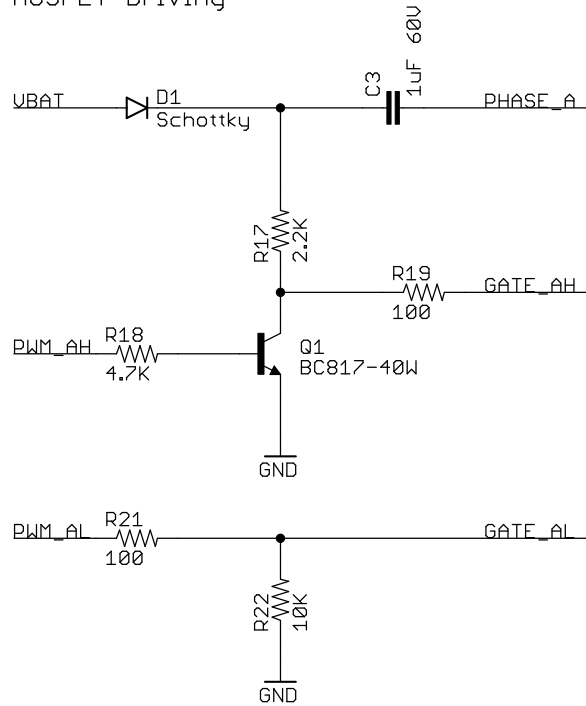 MOSFET Driving
VBAT
D1
Schottky
C3
1uF 60V
PHASE_A
R17
2.2K
R19
100
GATE_AH
PWM_AH
R18
4.7K
Q1
BC817-40W
GND
PWM_AL
R21
100
GATE_AL
R22
10K
GND